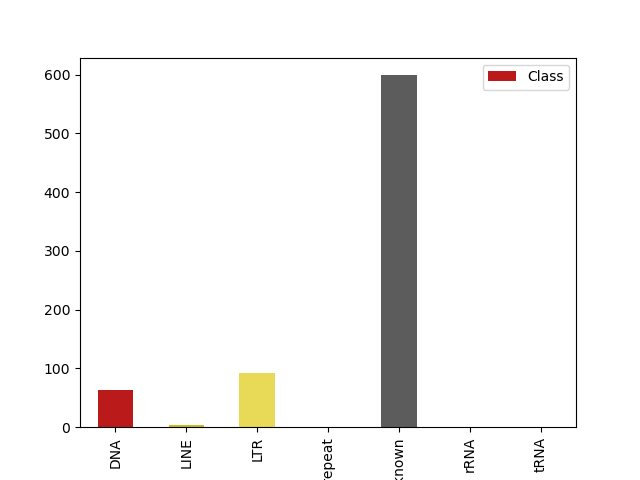 Class
600
500
400
300
200
100
0
DNA
LINE
LTR
repeat
known
rRNA
tRNA